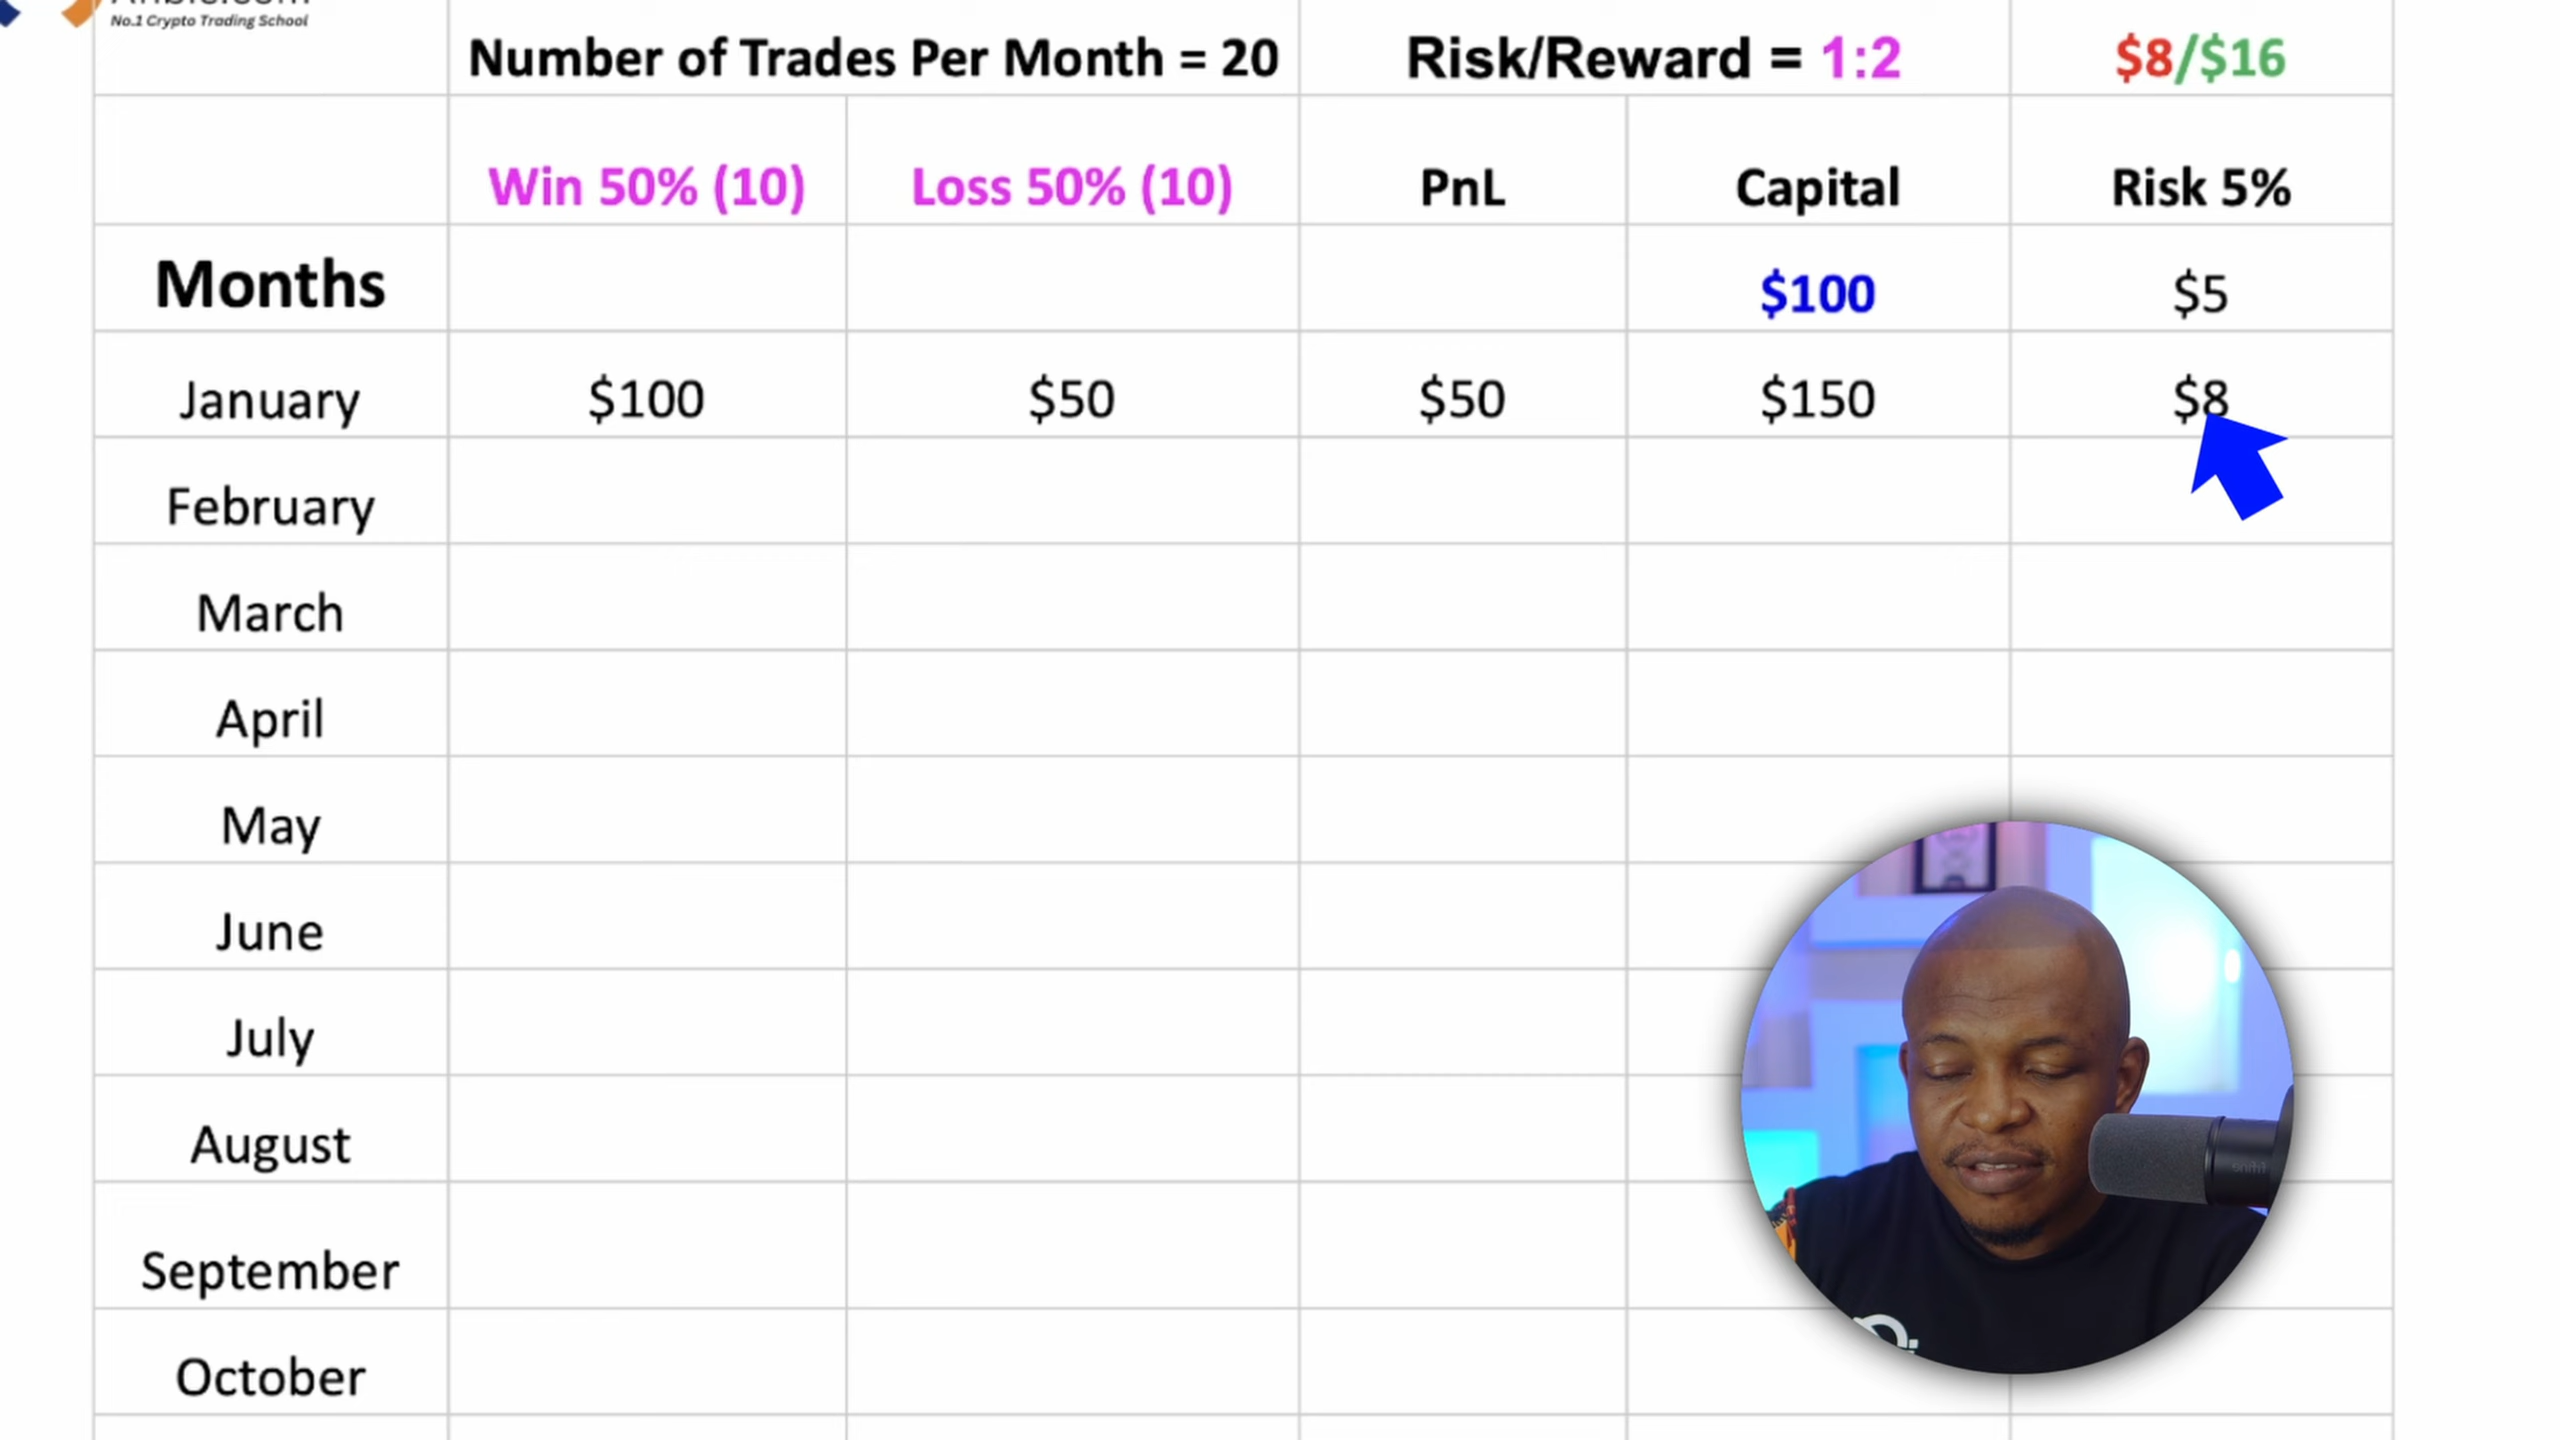 No.1 Crypto Trading School
Number of Trades Per Month = 20
Risk/Reward = 1:2
$8/$16
Win 50% (10)
Loss 50% (10)
PnL
Capital
Risk 5%
Months
$100
$5
January
$100
$50
$50
$150
$8
February
March
April
May
June
July
August
September
October